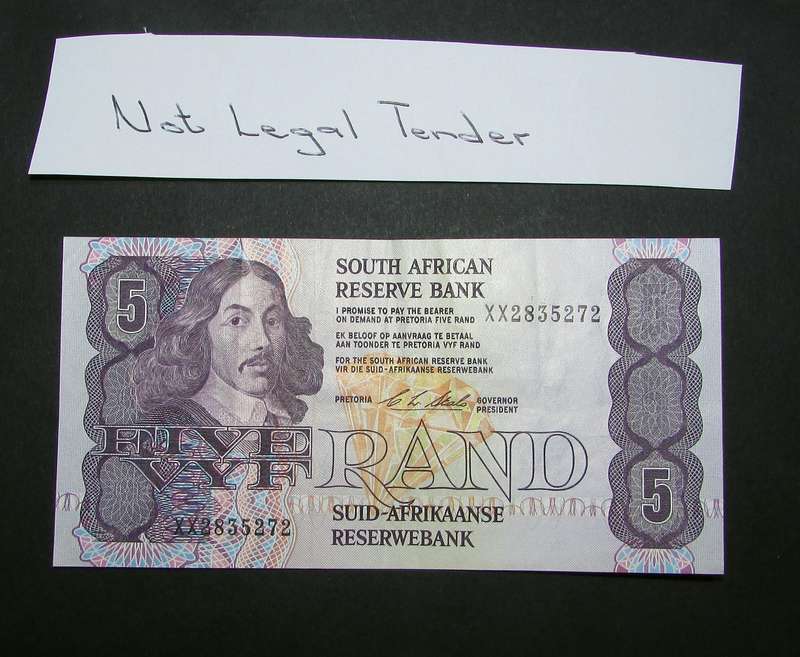 Not Legal Tender
5
SOUTH AFRICAN
RESERVE BANK
I PROMISE TO PAY THE BEARER
ON DEMAND AT PRETORIA FIVE RAND
XX2835272
EK BELOOF OP AANVRAAG TE BETAAL
AAN TOONDER TE PRETORIA VYF RAND
FOR THE SOUTH AFRICAN RESERVE BANK
VIR DIE SUID-AFRIKAANSE RESERWEBANK
PRETORIA
GOVERNOR
PRESIDENT
FIVE
VYF
RAND
5
XX2835272
SUID-AFRIKAANSE
RESERWEBANK